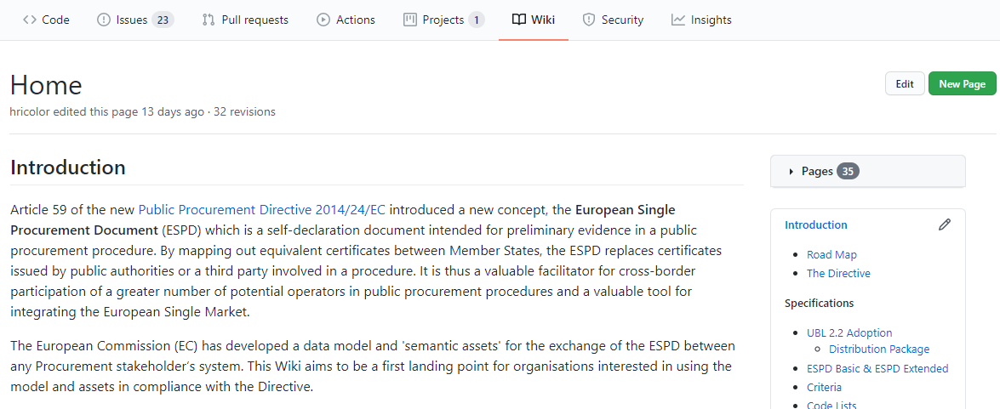 Code Issues 23 Pull requests Actions Projects 1 Wiki Security Insights
Home
Edit New Page
hricolor edited this page 13 days ago · 32 revisions
Introduction
Article 59 of the new Public Procurement Directive 2014/24/EC introduced a new concept, the European Single
Procurement Document (ESPD) which is a self-declaration document intended for preliminary evidence in a public
procurement procedure. By mapping out equivalent certificates between Member States, the ESPD replaces certificates
issued by public authorities or a third party involved in a procedure. It is thus a valuable facilitator for cross-border
participation of a greater number of potential operators in public procurement procedures and a valuable tool for
integrating the European Single Market.
The European Commission (EC) has developed a data model and 'semantic assets' for the exchange of the ESPD between
any Procurement stakeholder’s system. This Wiki aims to be a first landing point for organisations interested in using the
model and assets in compliance with the Directive.
Pages 35
Introduction
Road Map
The Directive
Specifications
UBL 2.2 Adoption
Distribution Package
ESPD Basic & ESPD Extended
Criteria
Code Lists